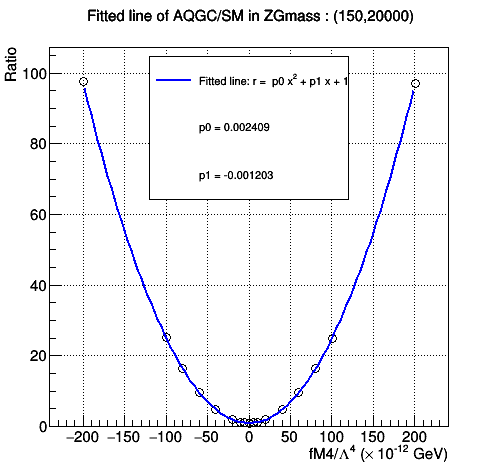 Fitted line of AQGC/SM in ZGmass : (150,20000)
Ratio
100
80
60
40
20
0
Fitted line: r = p0 x² + p1 x + 1
p0 = 0.002409
p1 = -0.001203
−200 −150 −100 −50 0 50 100 150 200
fM4/Λ⁴ (× 10⁻¹² GeV)